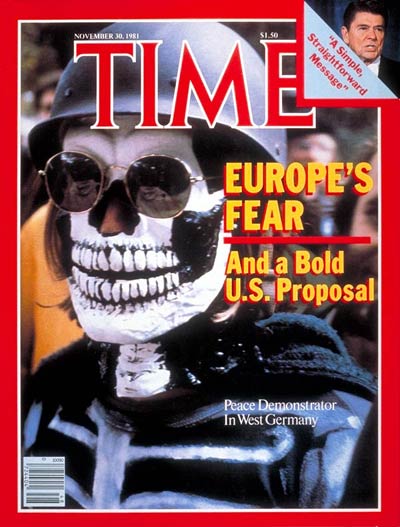 NOVEMBER 30, 1981
$1.50
TIME
"A Simple,
Straightforward
Message"
EUROPE'S
FEAR
And a Bold
U.S. Proposal
Peace Demonstrator
In West Germany